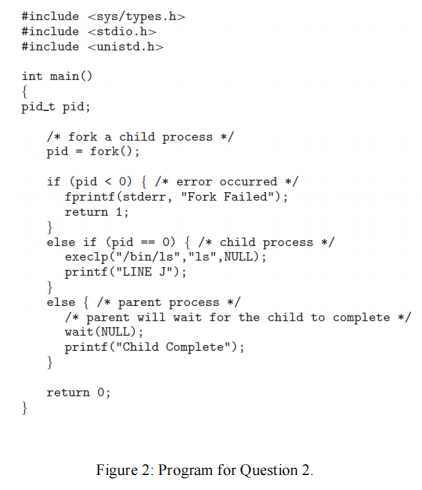 #include <sys/types.h>
#include <stdio.h>
#include <unistd.h>
int main()
{
pid_t pid;
/* fork a child process */
pid = fork();
if (pid < 0) { /* error occurred */
fprintf(stderr, "Fork Failed");
return 1;
}
else if (pid == 0) { /* child process */
execlp("/bin/ls","ls",NULL);
printf("LINE J");
}
else { /* parent process */
/* parent will wait for the child to complete */
wait(NULL);
printf("Child Complete");
}
return 0;
}
Figure 2: Program for Question 2.